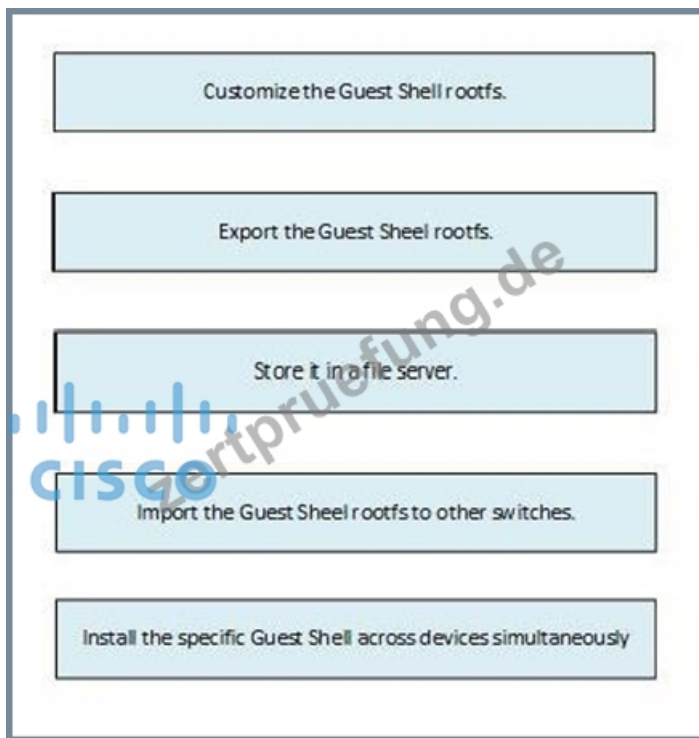 Customize the Guest Shell rootfs.
Export the Guest Sheel rootfs.
Store it in a file server.
Import the Guest Sheel rootfs to other switches.
Install the specific Guest Shell across devices simultaneously
CISCO
zertpruefung.de